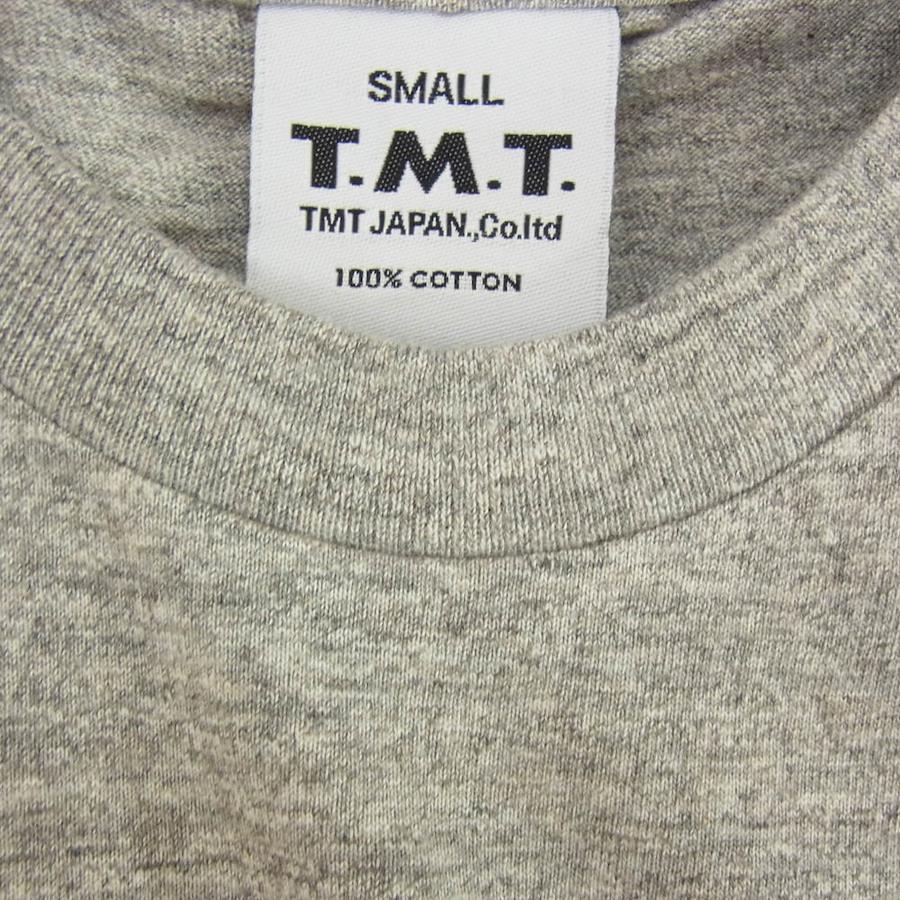 SMALL
T.M.T.
TMT JAPAN.,Co.ltd
100% COTTON